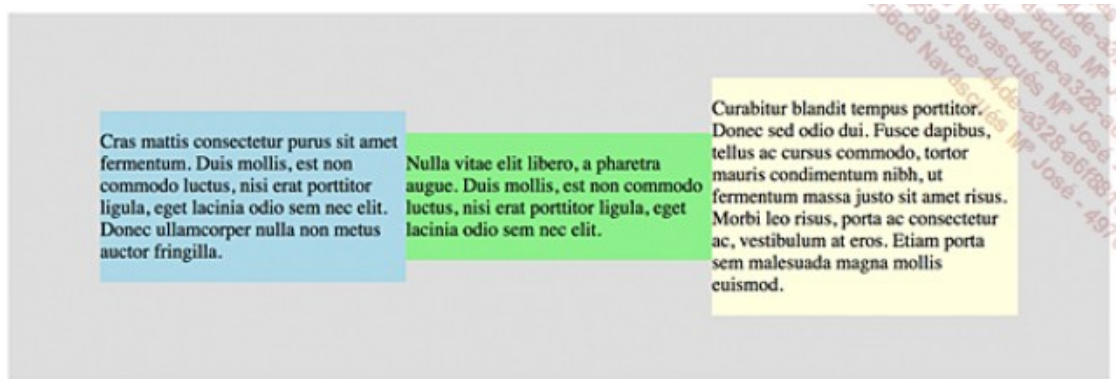 Cras mattis consectetur purus sit amet
fermentum. Duis mollis, est non
commodo luctus, nisi erat porttitor
ligula, eget lacinia odio sem nec elit.
Donec ullamcorper nulla non metus
auctor fringilla.
Nulla vitae elit libero, a pharetra
augue. Duis mollis, est non commodo
luctus, nisi erat porttitor ligula, eget
lacinia odio sem nec elit.
Curabitur blandit tempus porttitor.
Donec sed odio dui. Fusce dapibus,
tellus ac cursus commodo, tortor
mauris condimentum nibh, ut
fermentum massa justo sit amet risus.
Morbi leo risus, porta ac consectetur
ac, vestibulum at eros. Etiam porta
sem malesuada magna mollis
euismod.